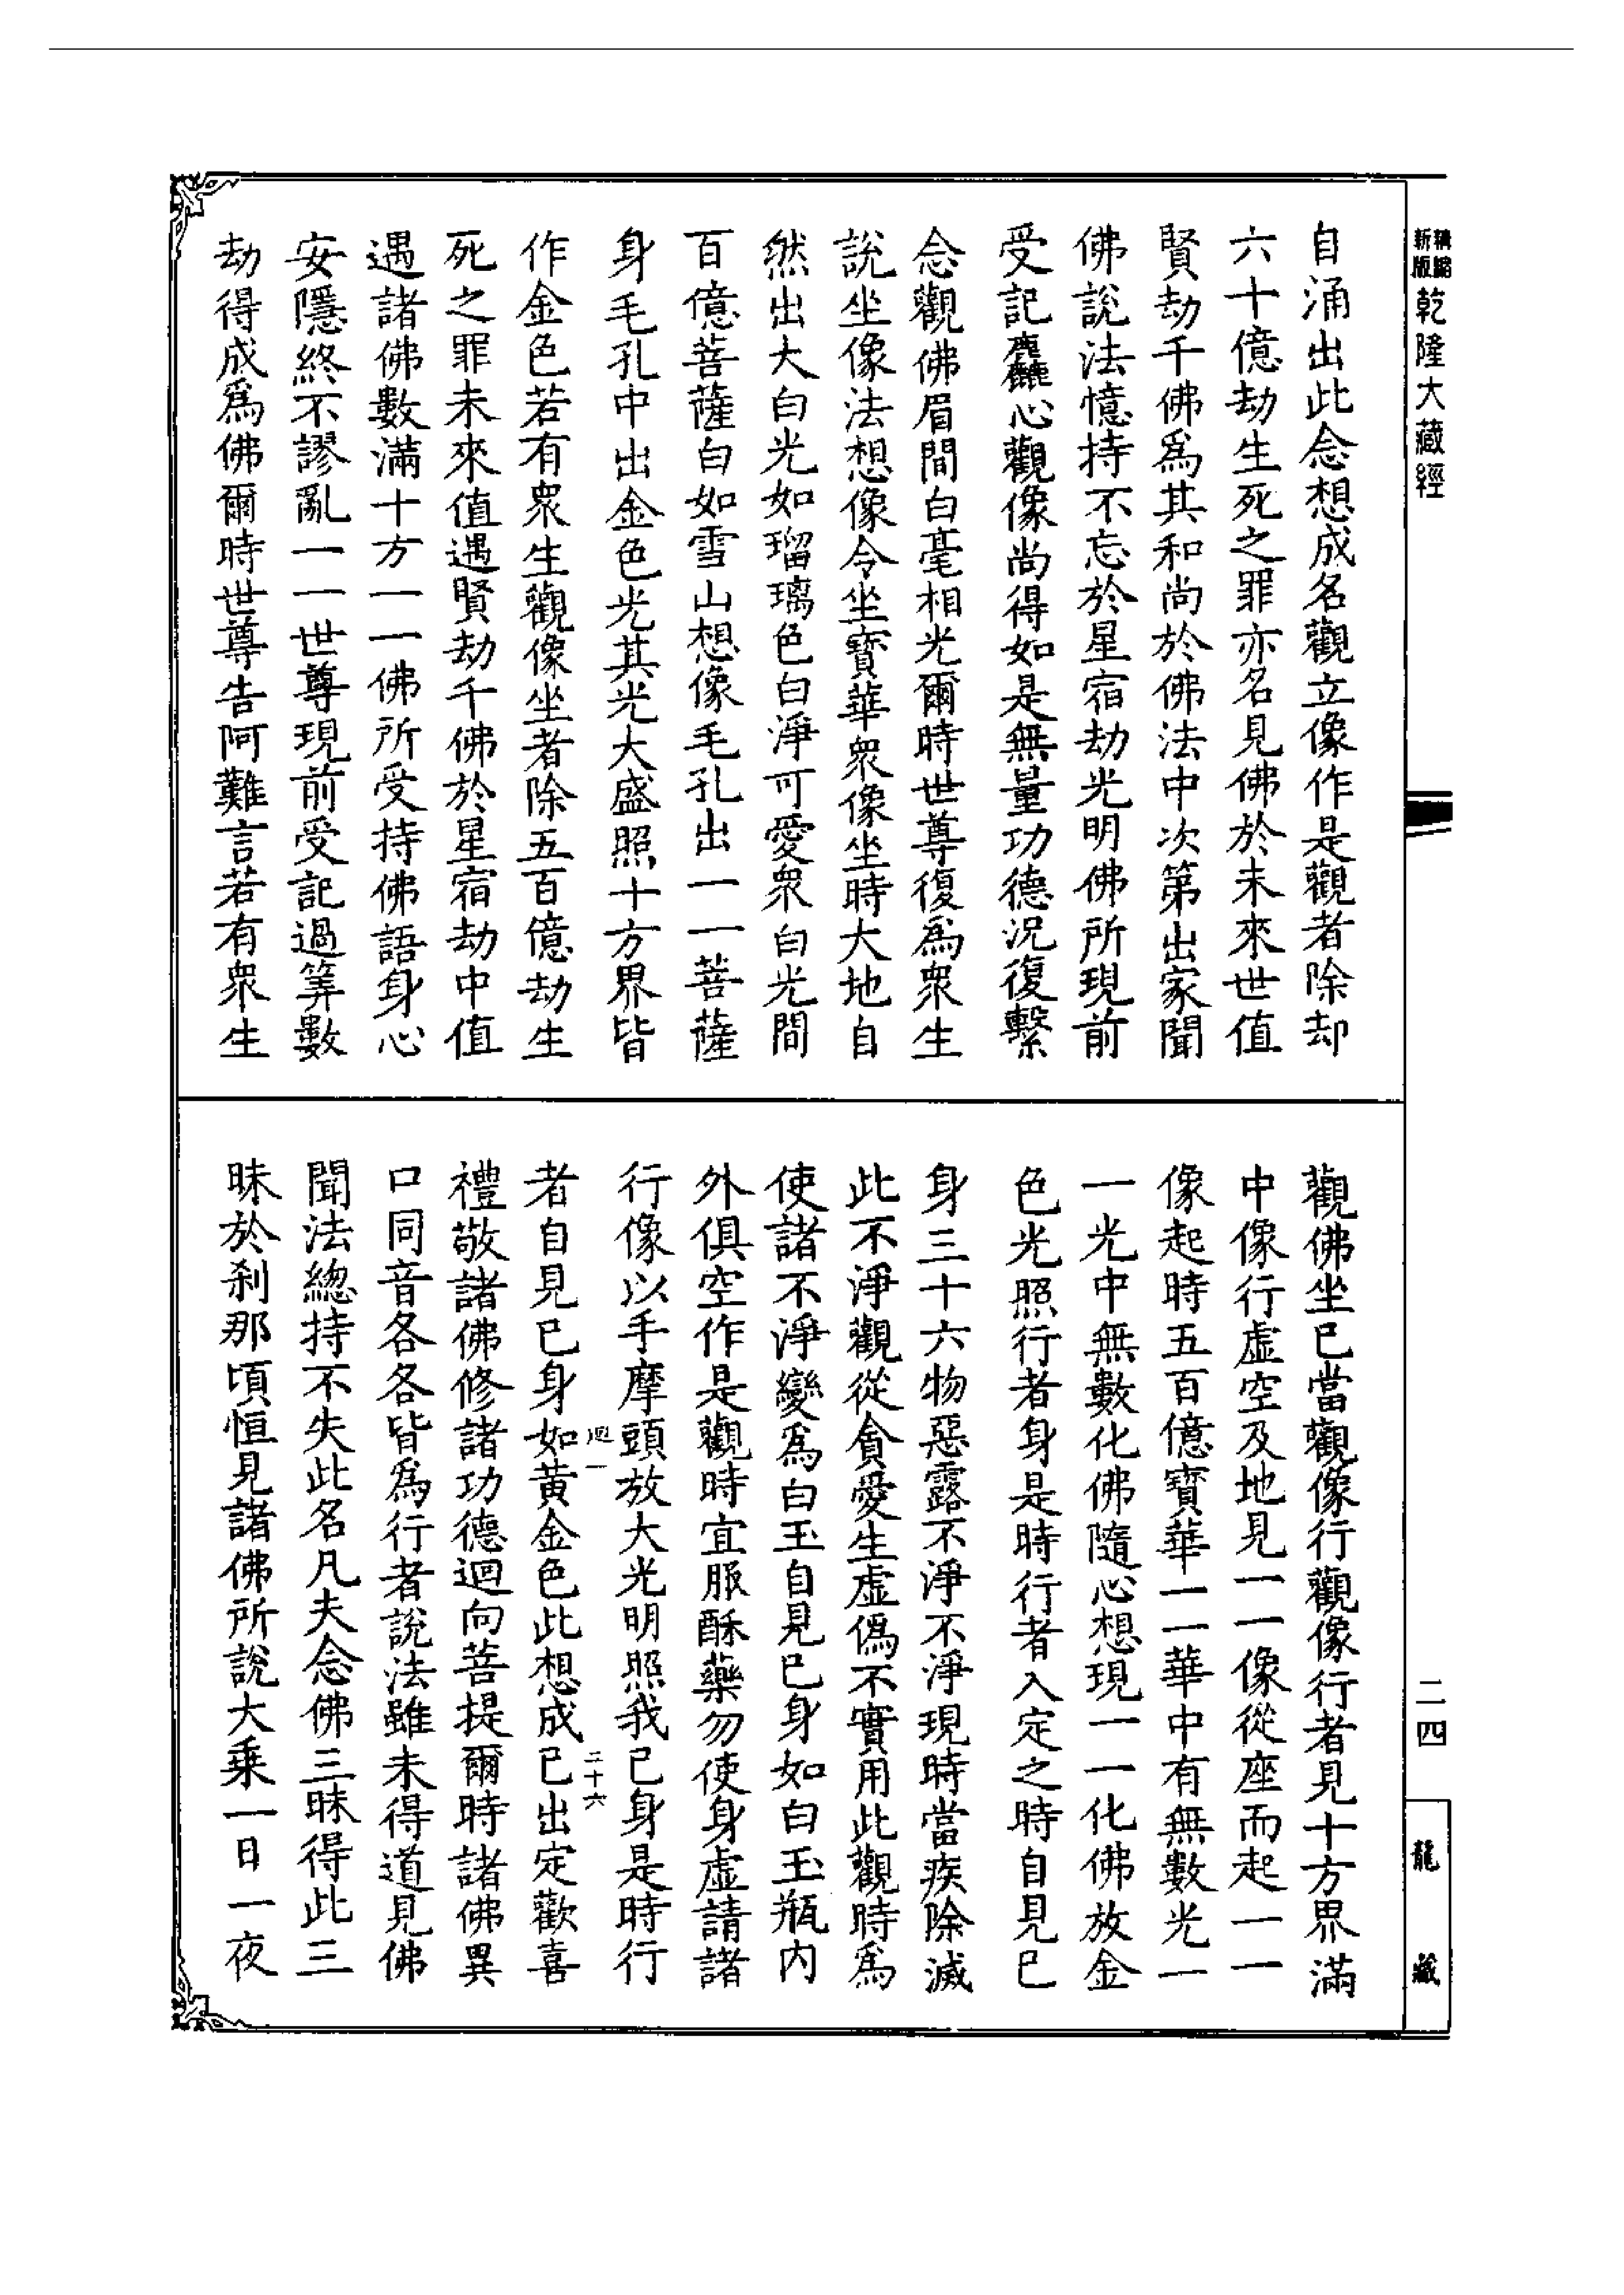 新版精縮乾隆大藏經
自涌出此念想成名觀立像作是觀者除却
六十億劫生死之罪亦名見佛於未來世值
賢劫千佛為其和尚於佛法中次第出家聞
佛說法憶持不忘於星宿劫光明佛所現前
受記麤心觀像尚得如是無量功德況復繫
念觀佛眉間白毫相光爾時世尊復為衆生
說坐像法想像令坐寶華衆像坐時大地自
然出大白光如瑠璃色白淨可愛衆白光間
百億菩薩白如雪山想像毛孔出一一菩薩
身毛孔中出金色光其光大盛照十方界皆
作金色若有衆生觀像坐者除五百億劫生
死之罪未來值遇賢劫千佛於星宿劫中值
遇諸佛數滿十方一一佛所受持佛語身心
安隱終不謬亂一一世尊現前受記過筭數
劫得成為佛爾時世尊告阿難言若有衆生
觀佛坐已當觀像行觀像行者見十方界滿
中像行虛空及地見一一像從座而起一一
像起時五百億寶華一一華中有無數光一
一光中無數化佛隨心想現一一化佛放金
色光照行者身是時行者入定之時自見已
身三十六物惡露不淨不淨現時當疾除滅
此不淨觀從貪愛生虛偽不實用此觀時為
使諸不淨變為白玉自見已身如白玉瓶內
外俱空作是觀時宜服酥藥勿使身虛請諸
行像以手摩頭放大光明照我已身是時行
二十六
者自見已身如黃金色此想成已出定歡喜
禮敬諸佛修諸功德迴向菩提爾時諸佛異
口同音各各皆為行者說法雖未得道見佛
聞法總持不失此名凡夫念佛三昧得此三
昧於刹那頃恒見諸佛所說大乗一日一夜
二四
龍藏